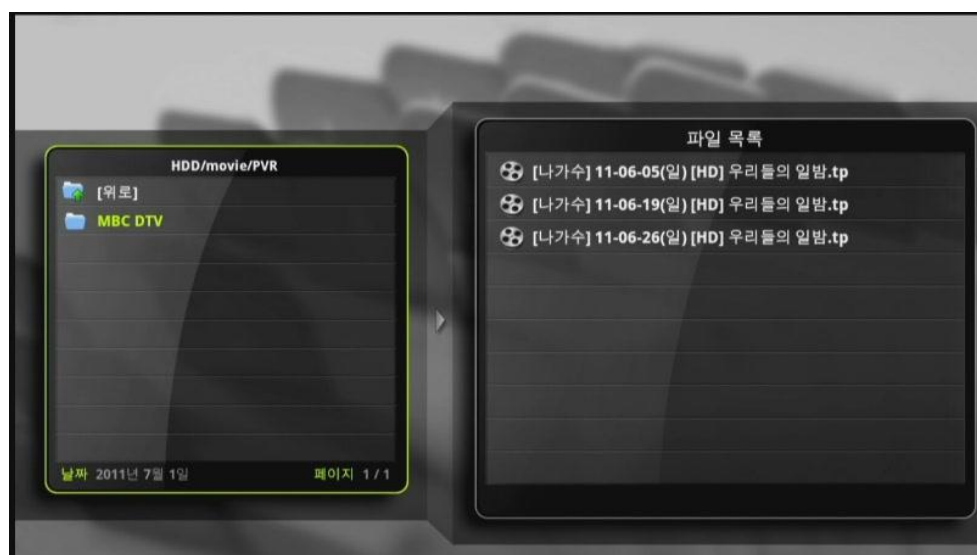 HDD/movie/PVR
[위로]
MBC DTV
날짜 2011년 7월 1일
페이지 1 / 1
파일 목록
[나가수] 11-06-05(일) [HD] 우리들의 일밤.tp
[나가수] 11-06-19(일) [HD] 우리들의 일밤.tp
[나가수] 11-06-26(일) [HD] 우리들의 일밤.tp